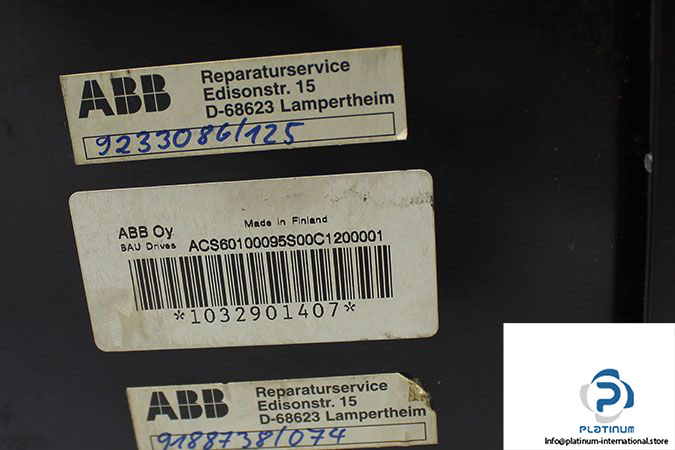 ABB Reparaturservice
Edisonstr. 15
D-68623 Lampertheim
9233086/125
Made in Finland
ABB Oy
BAU Drives ACS60100095S00C1200001
*1032901407*
ABB Reparaturservice
Edisonstr. 15
D-68623 Lampertheim
9188738/074
PLATINUM
Info@platinum-international.store